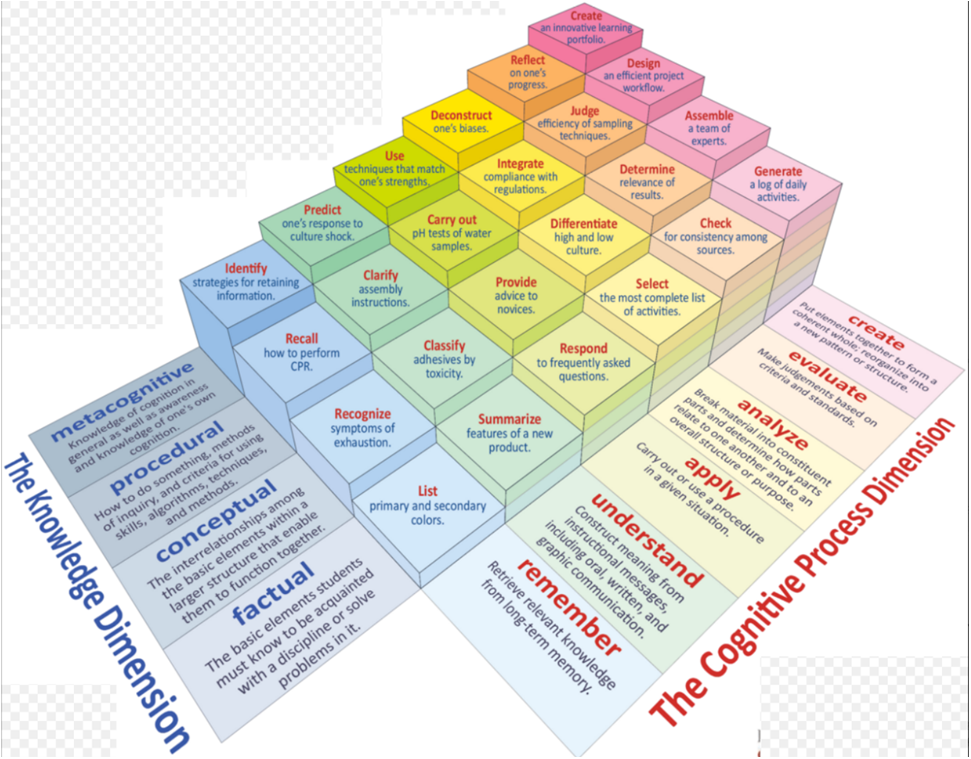 Create
an innovative learning
portfolio.
Reflect
on one's
progress.
Design
an efficient project
workflow.
Deconstruct
one's biases.
Judge
efficiency of sampling
techniques.
Assemble
a team of
experts.
Use
techniques that match
one's strengths.
Integrate
compliance with
regulations.
Determine
relevance of
results.
Generate
a log of daily
activities.
Predict
one's response to
culture shock.
Carry out
pH tests of water
samples.
Differentiate
high and low
culture.
Check
for consistency among
sources.
Identify
strategies for retaining
information.
Clarify
assembly
instructions.
Provide
advice to
novices.
Select
the most complete list
of activities.
Recall
how to perform
CPR.
Classify
adhesives by
toxicity.
Respond
to frequently asked
questions.
Recognize
symptoms of
exhaustion.
Summarize
features of a new
product.
List
primary and secondary
colors.
The Knowledge Dimension
metacognitive
Knowledge of cognition in
general as well as awareness
and knowledge of one's own
cognition.
procedural
How to do something, methods
of inquiry, and criteria for using
skills, algorithms, techniques,
and methods.
conceptual
The interrelationships among
the basic elements within a
larger structure that enable
them to function together.
factual
The basic elements students
must know to be acquainted
with a discipline or solve
problems in it.
The Cognitive Process Dimension
remember
Retrieve relevant knowledge
from long-term memory.
understand
Construct meaning from
instructional messages,
including oral, written, and
graphic communication.
apply
Carry out or use a procedure
in a given situation.
analyze
Break material into constituent
parts and determine how parts
relate to one another and to an
overall structure or purpose.
evaluate
Make judgements based on
criteria and standards.
create
Put elements together to form a
coherent whole; reorganize into
a new pattern or structure.